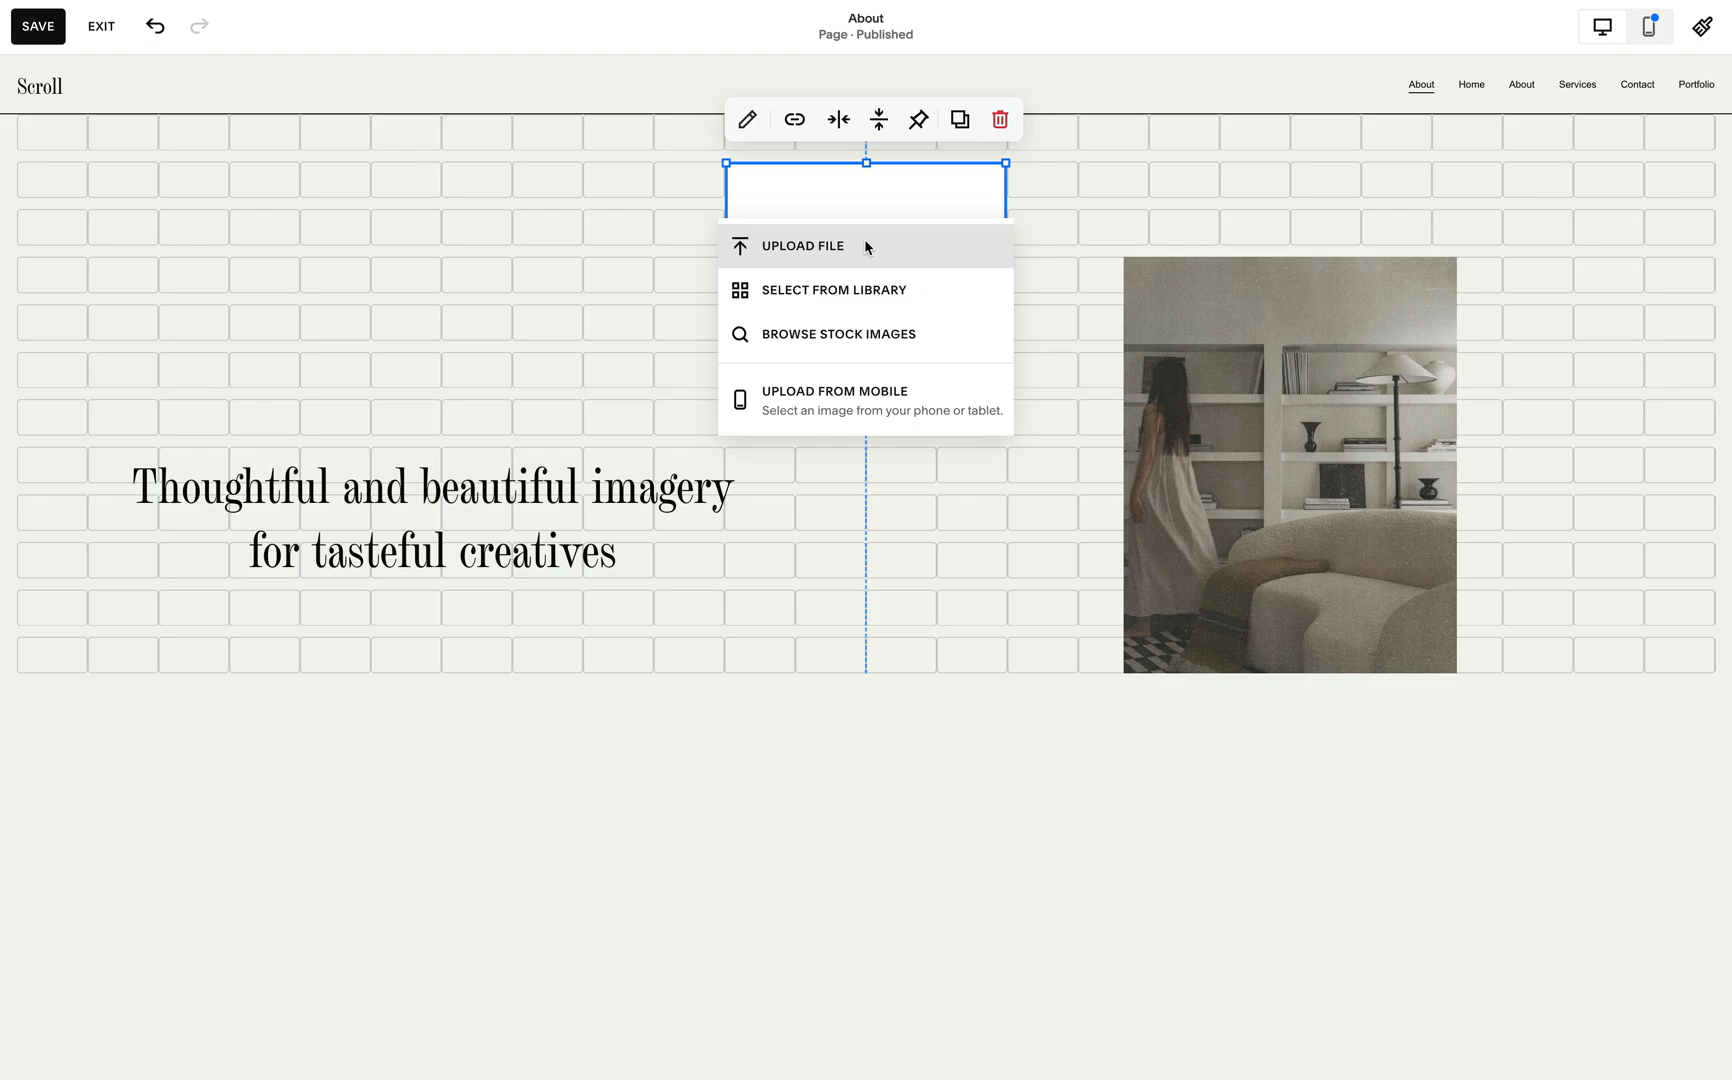 SAVE
EXIT
About
Page · Published
Scroll
About
Home
About
Services
Contact
Portfolio
UPLOAD FILE
SELECT FROM LIBRARY
BROWSE STOCK IMAGES
UPLOAD FROM MOBILE
Select an image from your phone or tablet.
Thoughtful and beautiful imagery
for tasteful creatives